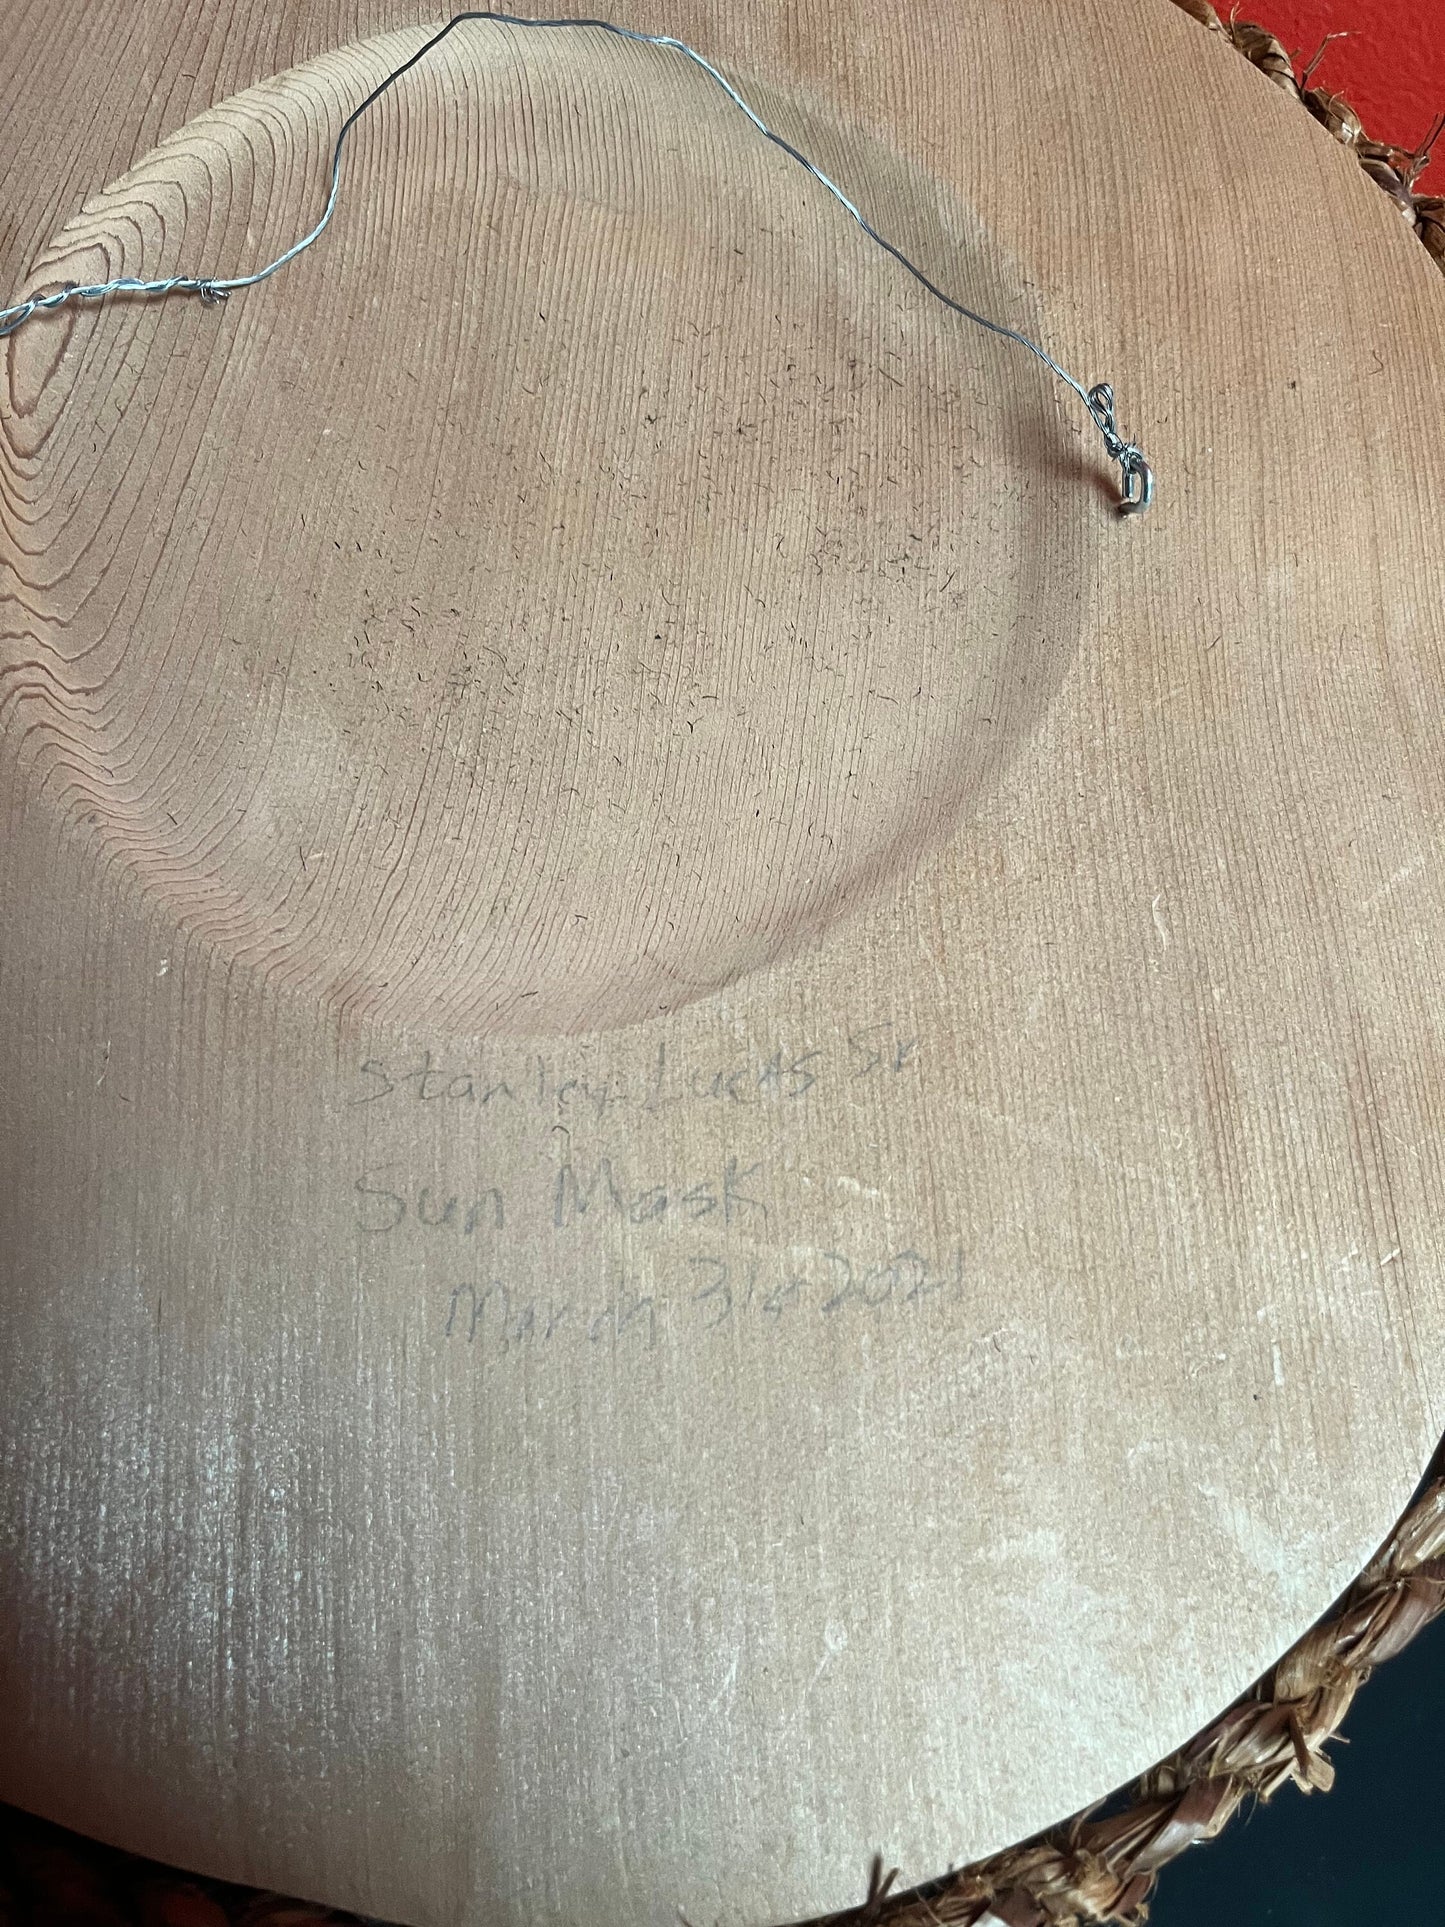 Stanley Lucas Sr
Sun Mask
March 31st 2021